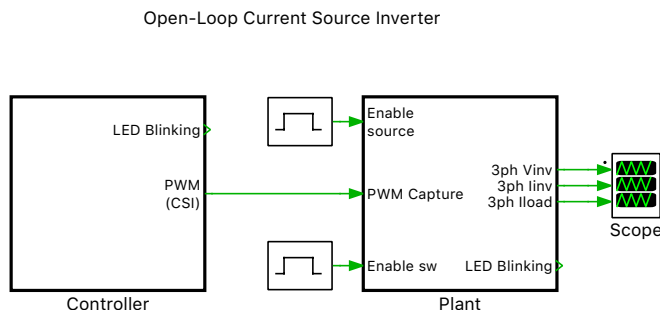 Open-Loop Current Source Inverter
Enable
source
LED Blinking
PWM
(CSI)
PWM Capture
3ph Vinv
3ph Iinv
3ph Iload
Scope
Enable sw
LED Blinking
Controller
Plant